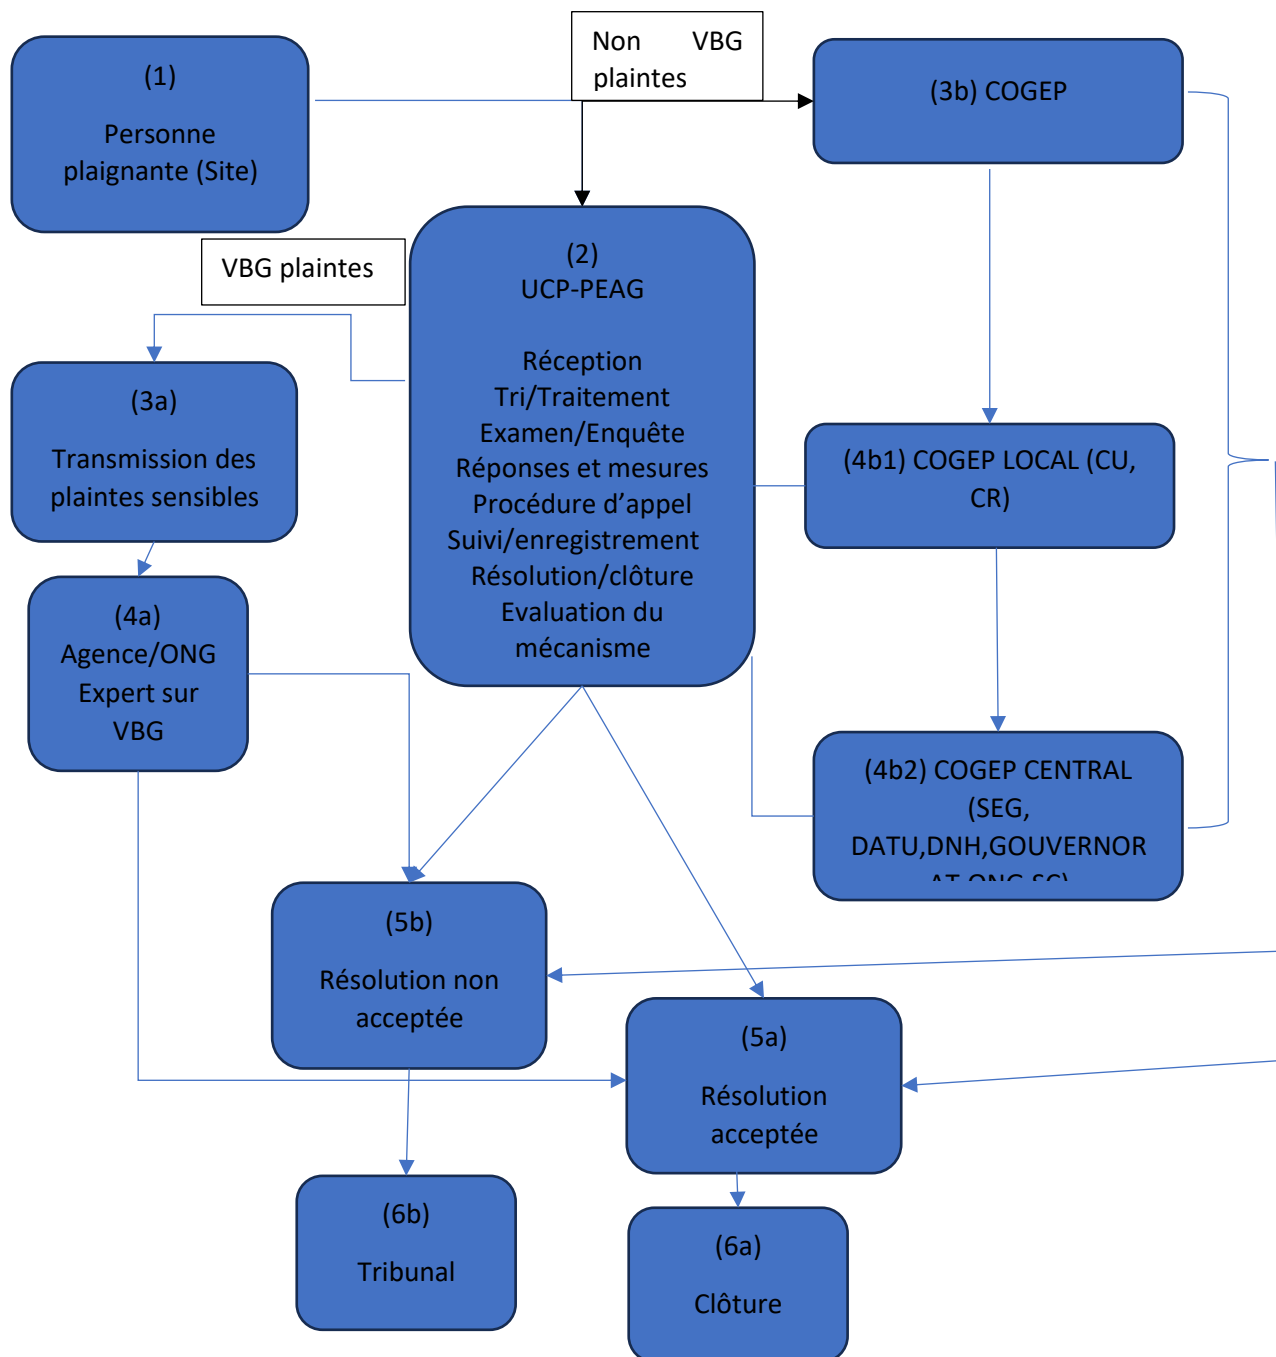 Non VBG
plaintes
(1)
Personne
plaignante (Site)
(3b) COGEP
VBG plaintes
(2)
UCP-PEAG
Réception
Tri/Traitement
Examen/Enquête
Réponses et mesures
Procédure d’appel
Suivi/enregistrement
Résolution/clôture
Evaluation du
mécanisme
(3a)
Transmission des
plaintes sensibles
(4b1) COGEP LOCAL (CU,
CR)
(4a)
Agence/ONG
Expert sur
VBG
(4b2) COGEP CENTRAL
(SEG,
DATU,DNH,GOUVERNOR
AT,ONG,SC)
(5b)
Résolution non
acceptée
(5a)
Résolution
acceptée
(6b)
Tribunal
(6a)
Clôture